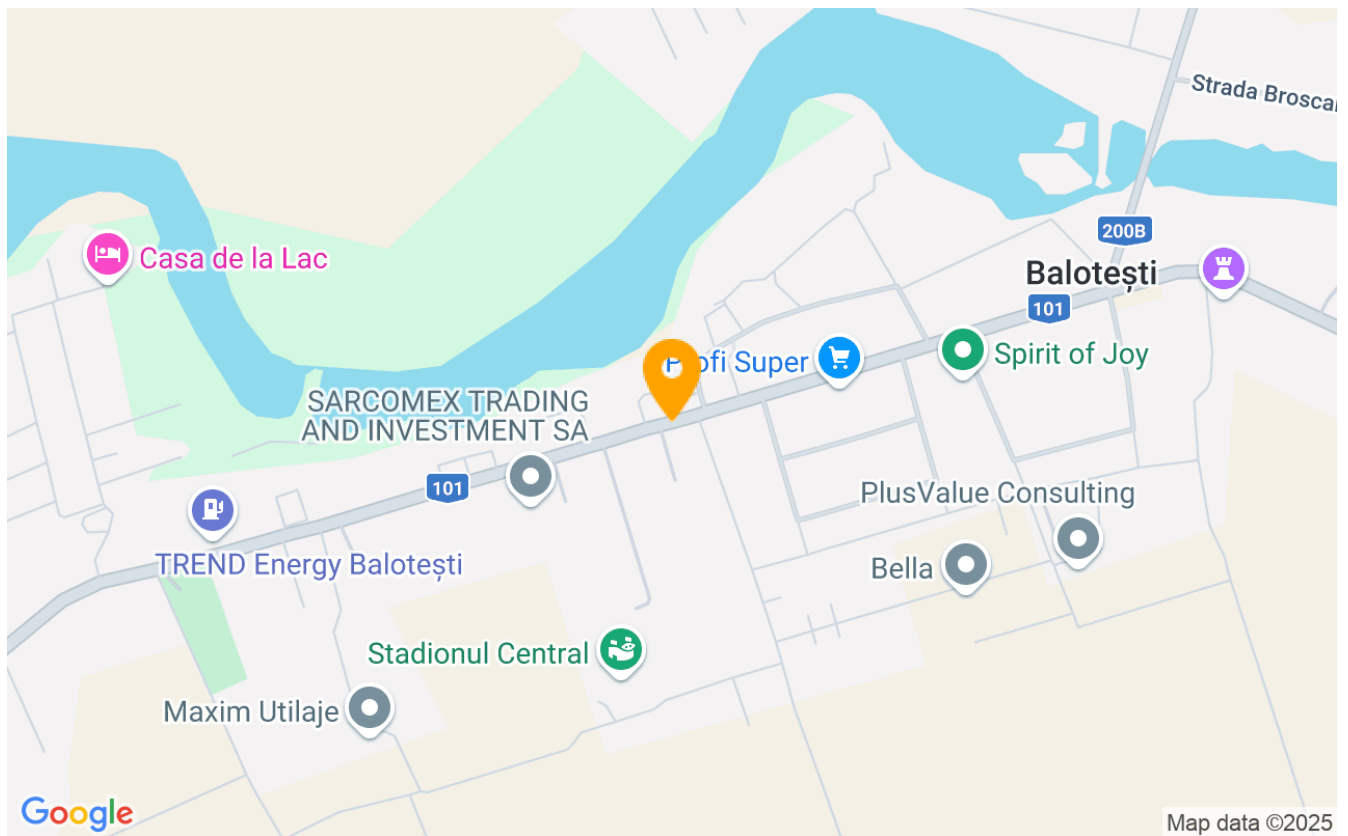 Strada Brosca
200B
Casa de la Lac
Balotești
101
Profi Super
Spirit of Joy
SARCOMEX TRADING
AND INVESTMENT SA
101
PlusValue Consulting
TREND Energy Balotești
Bella
Stadionul Central
Maxim Utilaje
Google
Map data ©2025